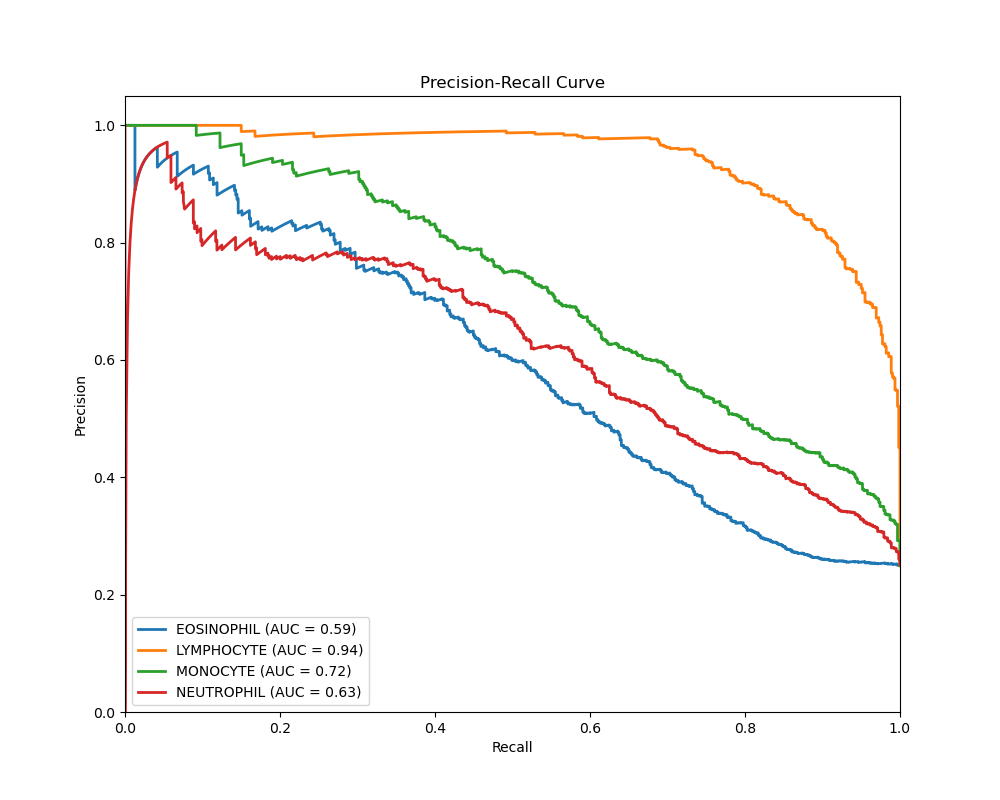 Precision-Recall Curve
Precision
1.0
0.8
0.6
0.4
0.2
0.0
EOSINOPHIL (AUC = 0.59)
LYMPHOCYTE (AUC = 0.94)
MONOCYTE (AUC = 0.72)
NEUTROPHIL (AUC = 0.63)
0.0 0.2 0.4 0.6 0.8 1.0
Recall